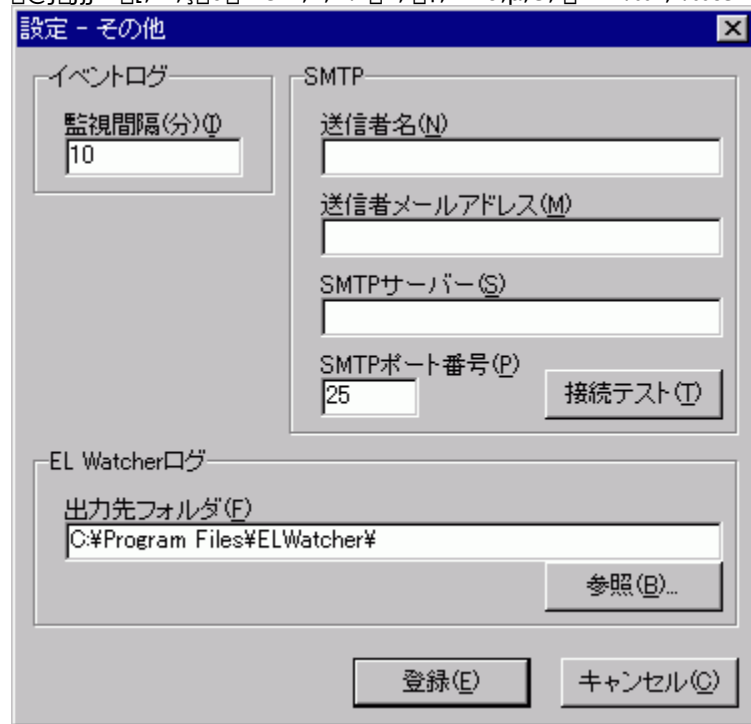 設定 - その他
イベントログ
監視間隔(分)(I)
10
SMTP
送信者名(N)
送信者メールアドレス(M)
SMTPサーバー(S)
SMTPポート番号(P)
25
接続テスト(T)
EL Watcherログ
出力先フォルダ(F)
C:¥Program Files¥ELWatcher¥
参照(B)...
登録(E)
キャンセル(C)